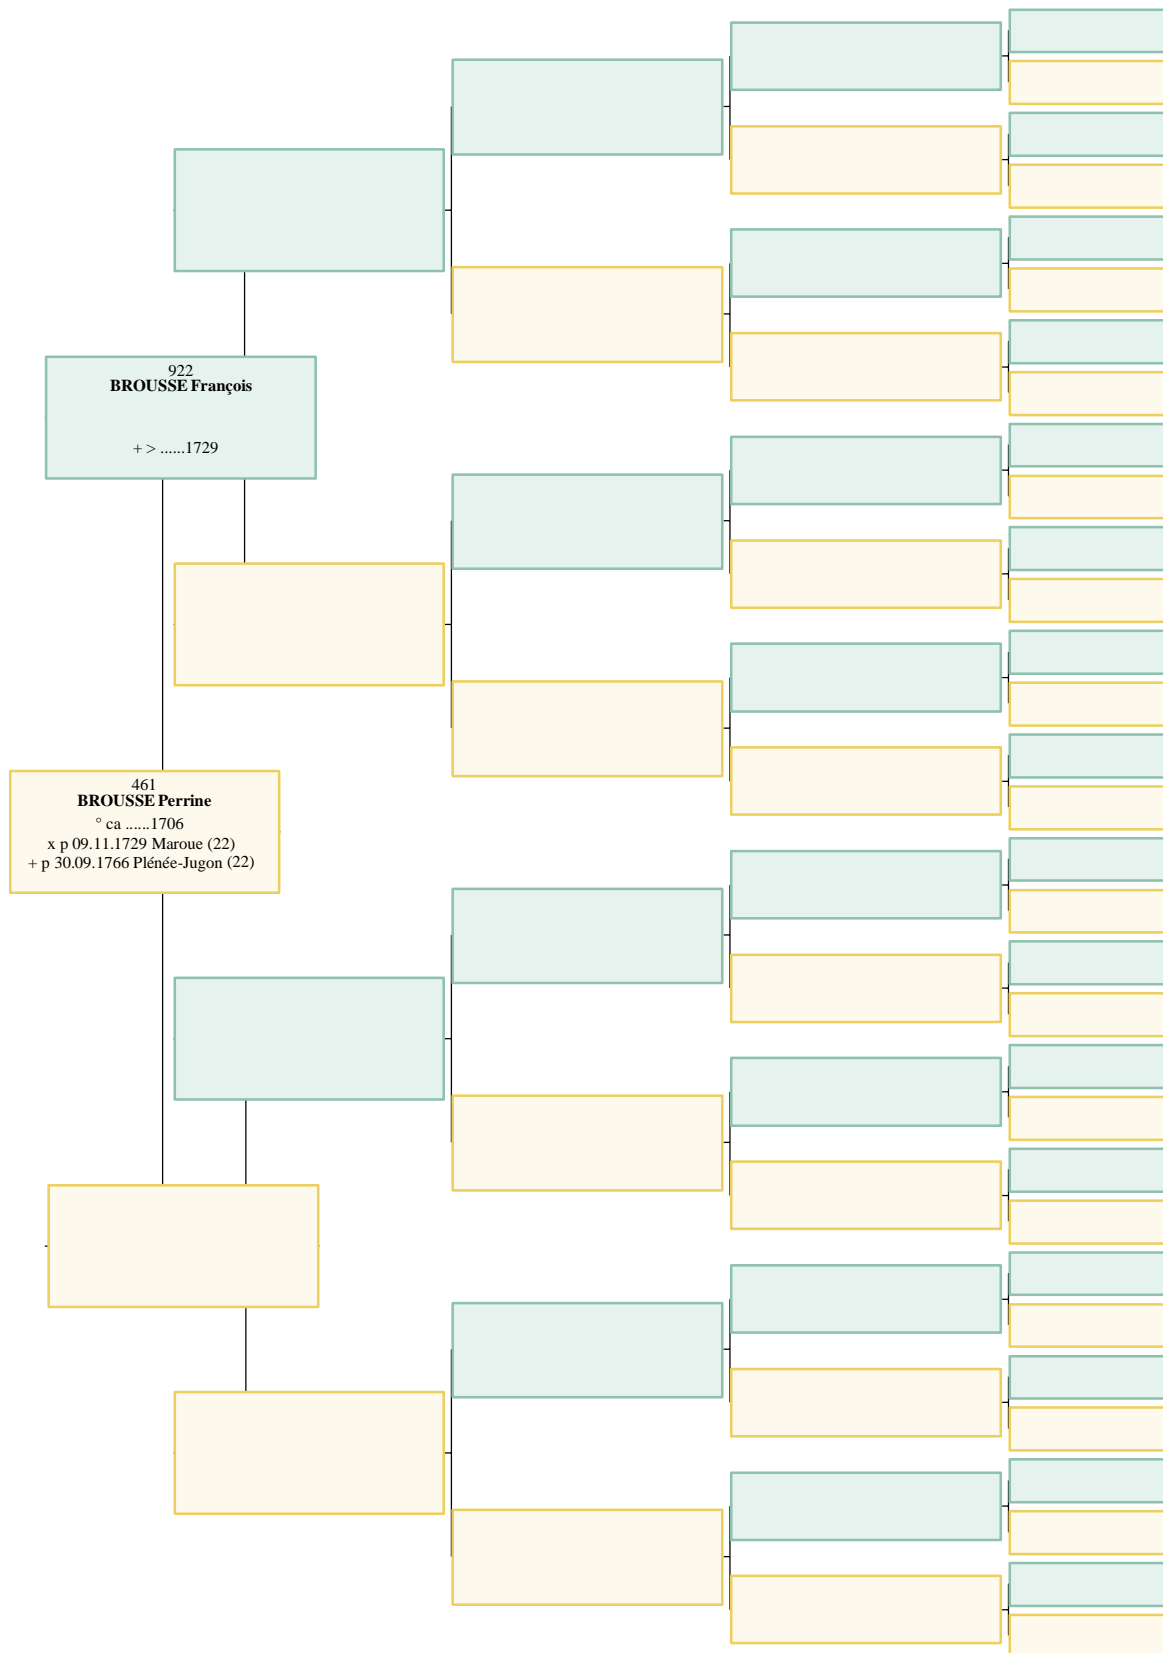 922
BROUSSE François
+ > ......1729
461
BROUSSE Perrine
° ca ......1706
x p 09.11.1729 Maroue (22)
+ p 30.09.1766 Plénée-Jugon (22)